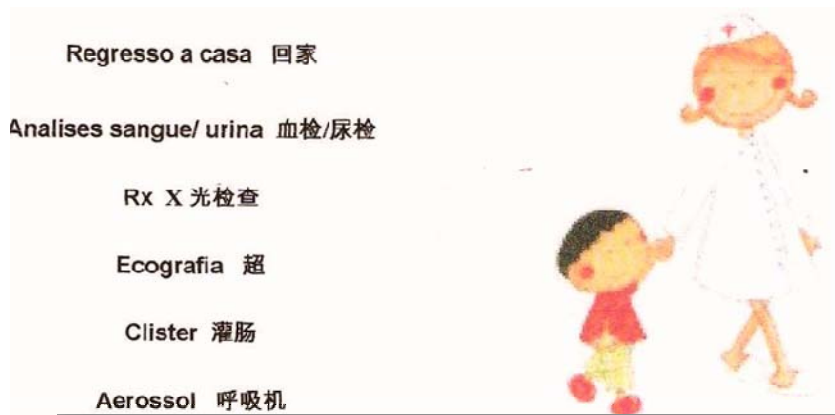 Regresso a casa 回家
Analises sangue/ urina 血检/尿检
Rx X 光检查
Ecografia 超
Clister 灌肠
Aerossol 呼吸机